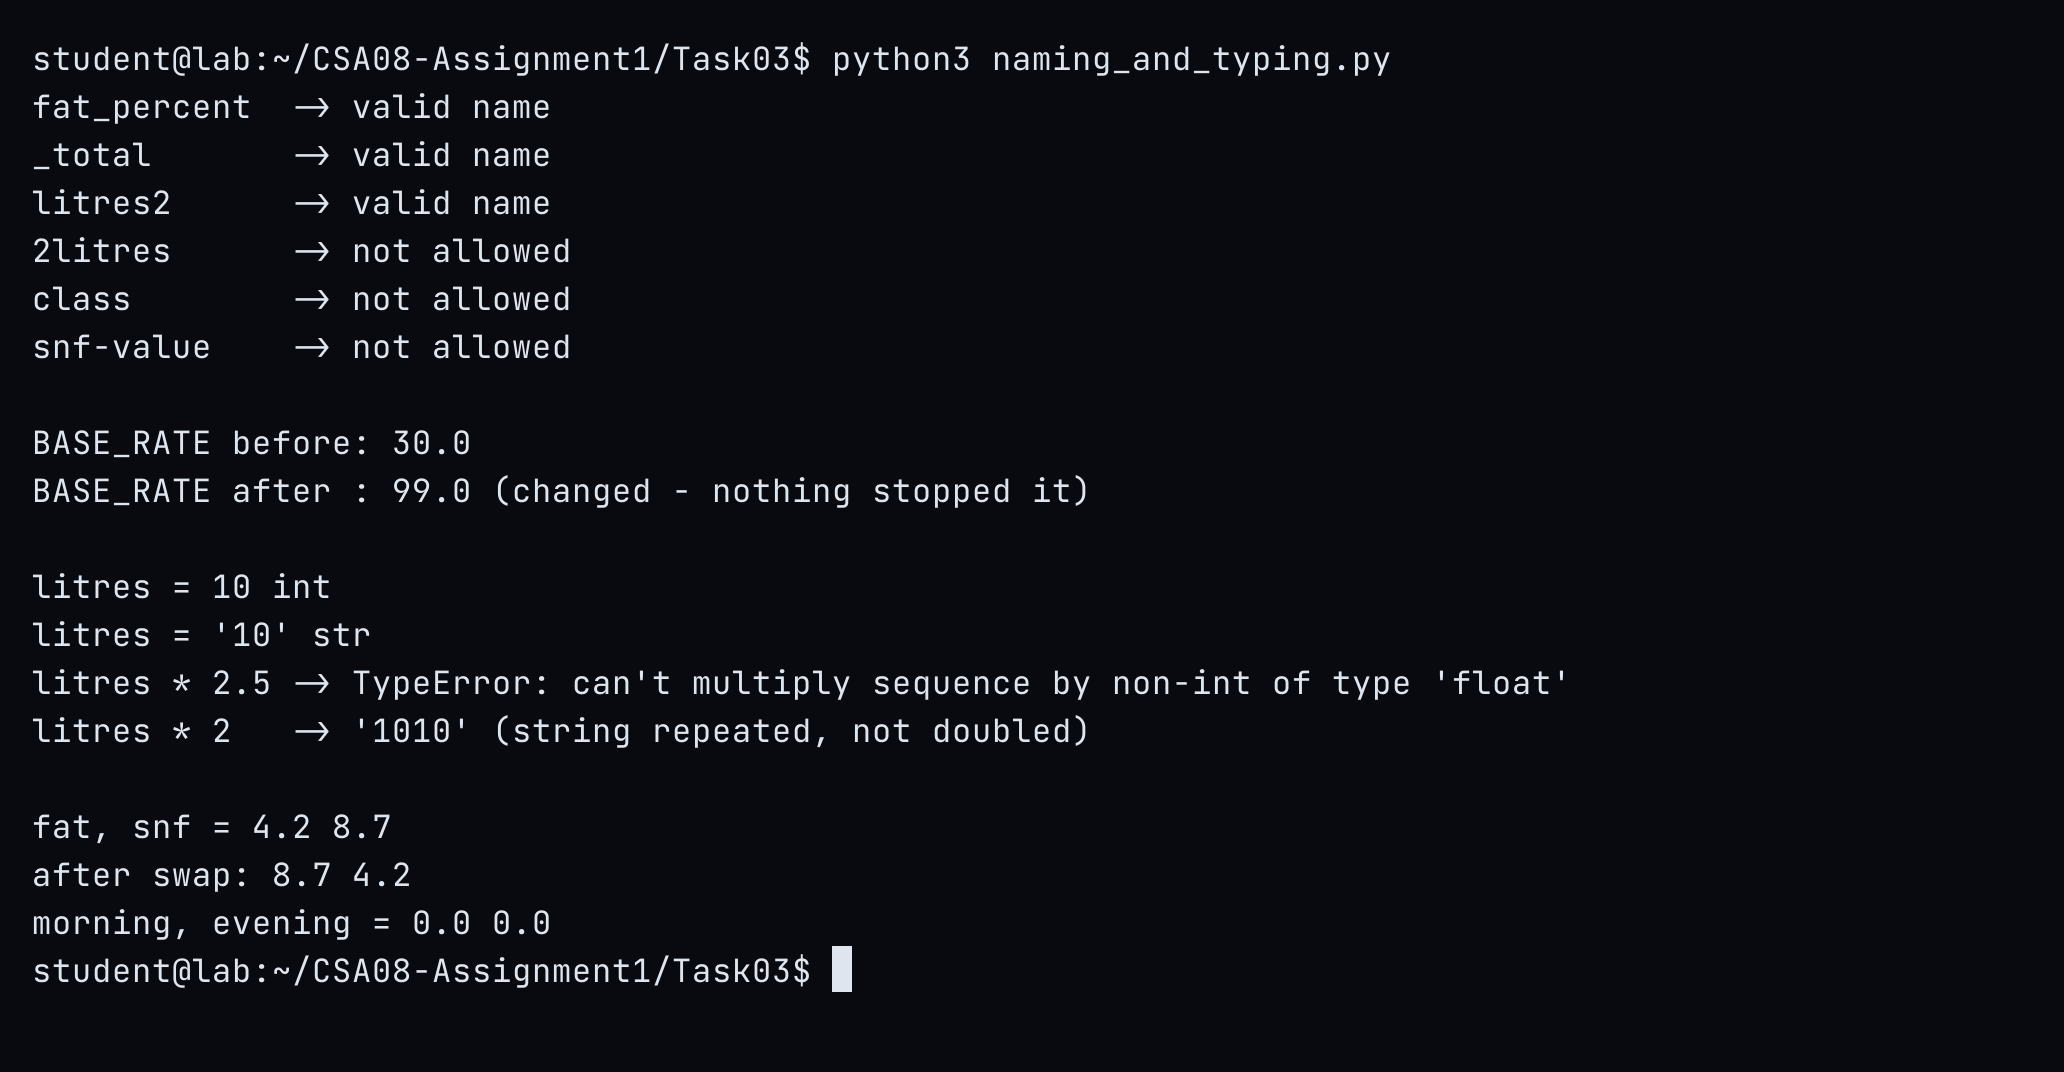 student@lab:~/CSA08-Assignment1/Task03$ python3 naming_and_typing.py
fat_percent  -> valid name
_total       -> valid name
litres2      -> valid name
2litres      -> not allowed
class        -> not allowed
snf-value    -> not allowed

BASE_RATE before: 30.0
BASE_RATE after : 99.0 (changed - nothing stopped it)

litres = 10 int
litres = '10' str
litres * 2.5 -> TypeError: can't multiply sequence by non-int of type 'float'
litres * 2   -> '1010' (string repeated, not doubled)

fat, snf = 4.2 8.7
after swap: 8.7 4.2
morning, evening = 0.0 0.0
student@lab:~/CSA08-Assignment1/Task03$